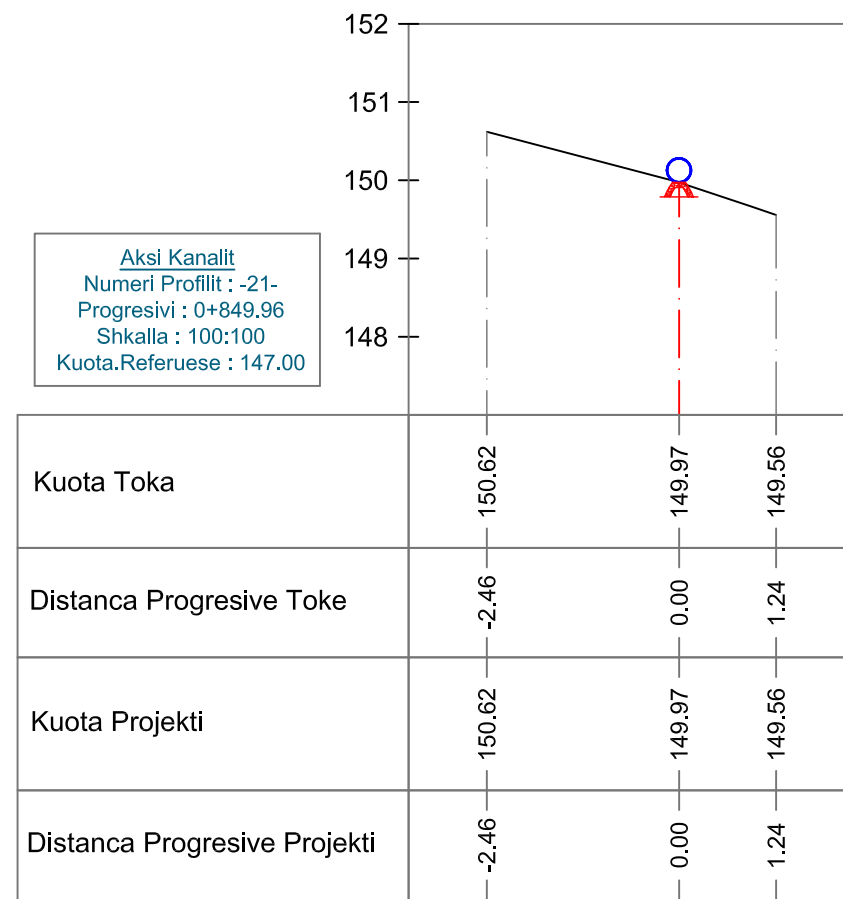 152
151
150
149
148
Aksi Kanalit
Numeri Profilit : -21-
Progresivi : 0+849.96
Shkalla : 100:100
Kuota.Referuese : 147.00
Kuota Toka 150.62 149.97 149.56
Distanca Progresive Toke -2.46 0.00 1.24
Kuota Projekti 150.62 149.97 149.56
Distanca Progresive Projekti -2.46 0.00 1.24